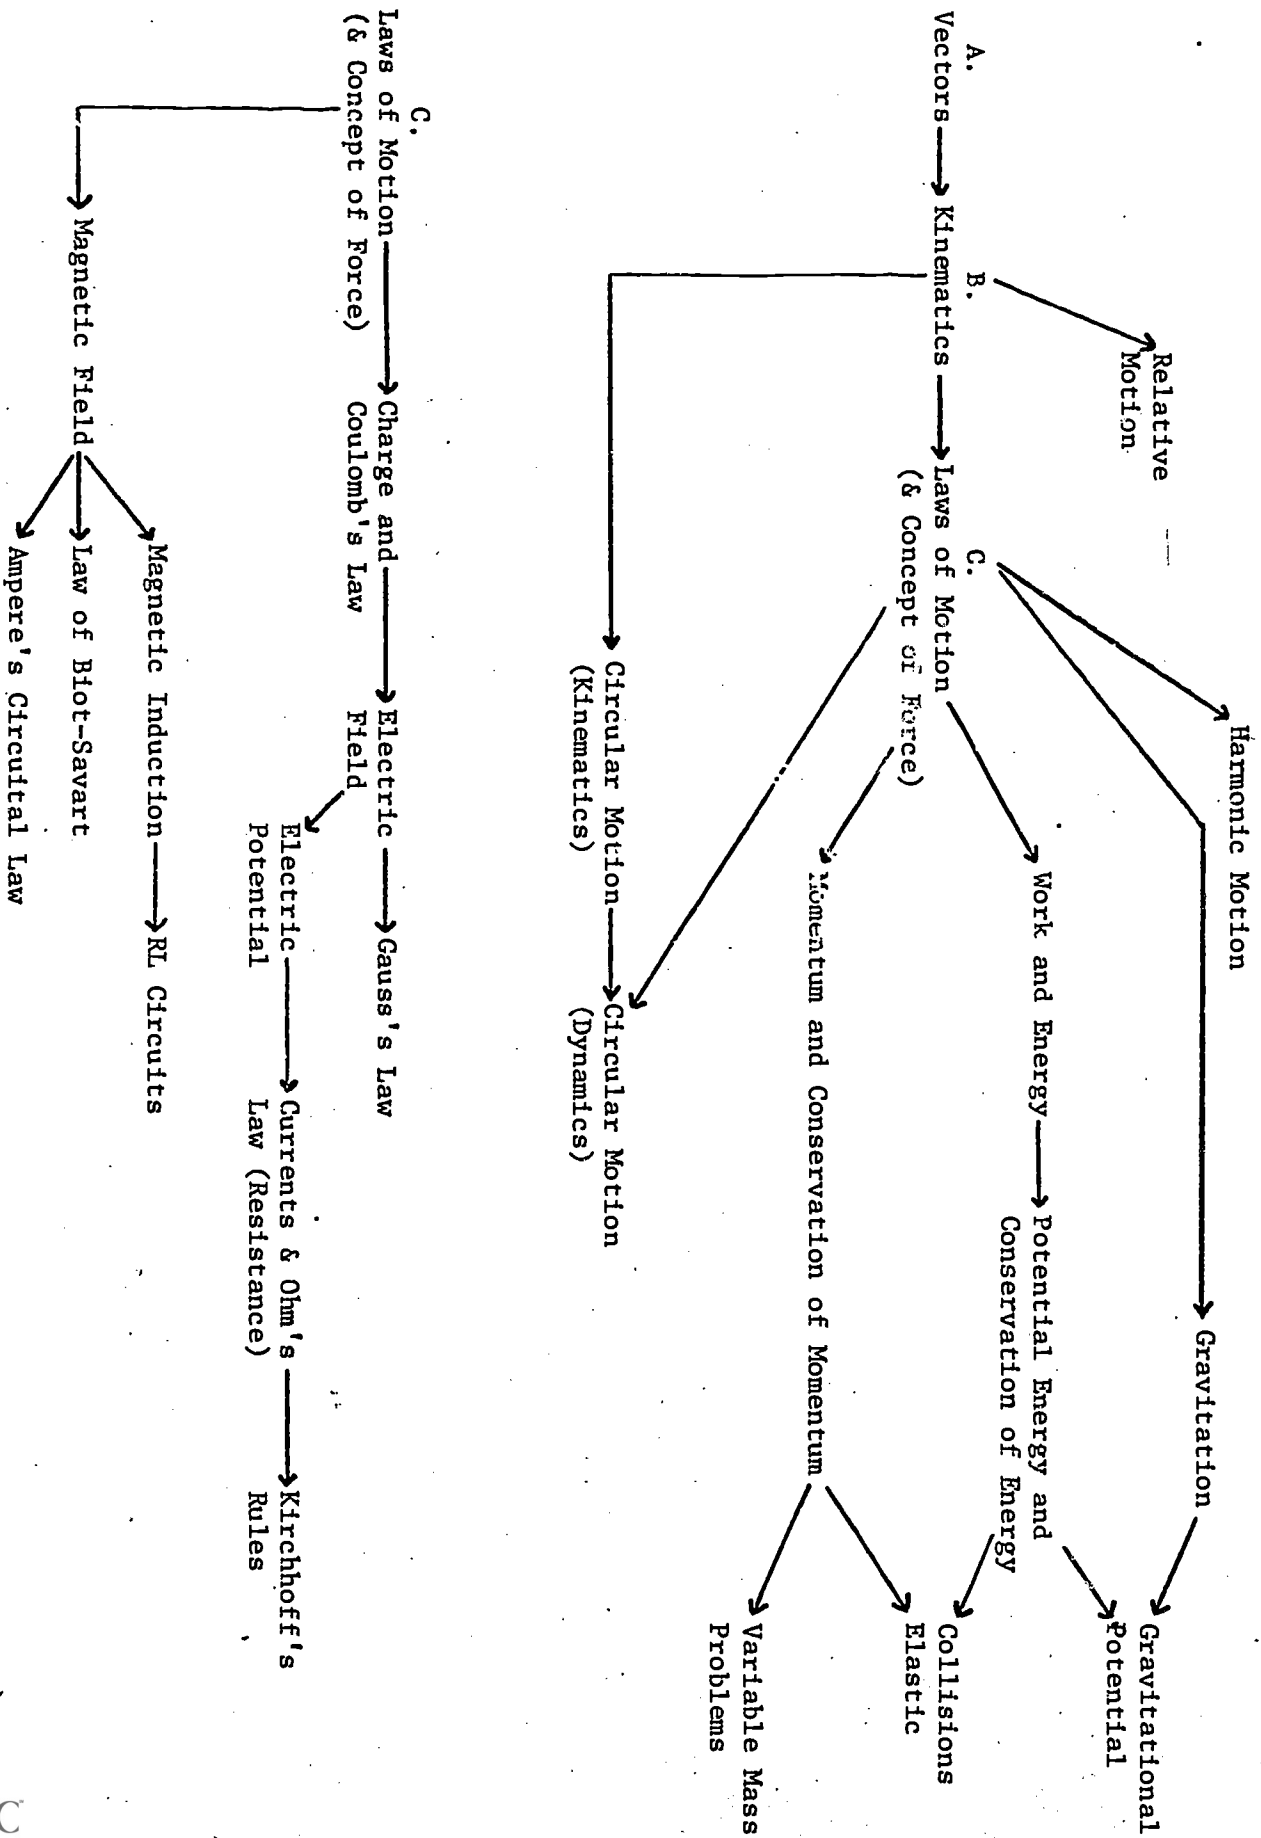 Harmonic Motion
Gravitation
Gravitational
Potential
Relative
Motion
Work and Energy
Potential Energy and
Conservation of Energy
A.
B.
C.
Vectors
Kinematics
Laws of Motion
(& Concept of Force)
Collisions
Elastic
Momentum and Conservation of Momentum
Variable Mass
Problems
Circular Motion
(Kinematics)
Circular Motion
(Dynamics)
C.
Laws of Motion
(& Concept of Force)
Charge and
Coulomb's Law
Electric
Field
Gauss's Law
Electric
Potential
Currents & Ohm's
Law (Resistance)
Kirchhoff's
Rules
Magnetic Induction
RL Circuits
Magnetic Field
Law of Biot-Savart
Ampere's Circuital Law
C